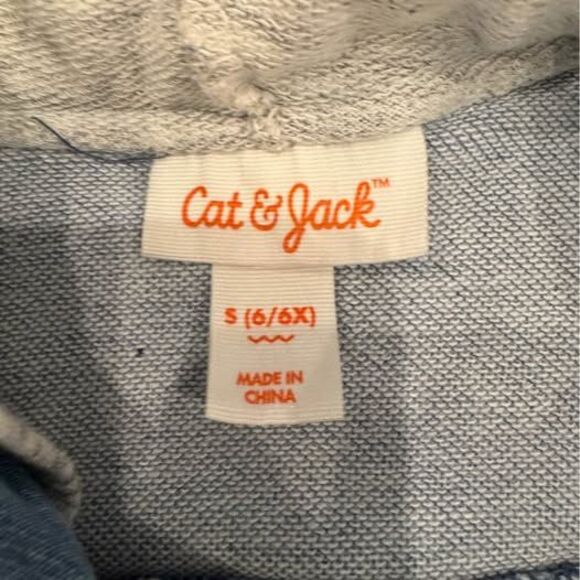 Cat & Jack™
S (6/6X)
MADE IN
CHINA